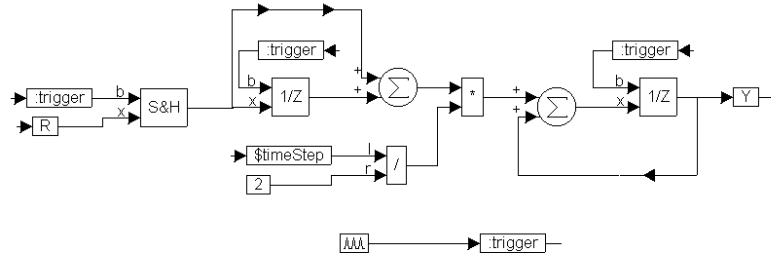 :trigger
b
x
R
S&H
:trigger
b
x
1/Z
+
+
Σ
$timeStep
2
l
r
/
*
+
+
Σ
:trigger
b
x
1/Z
Y
:trigger